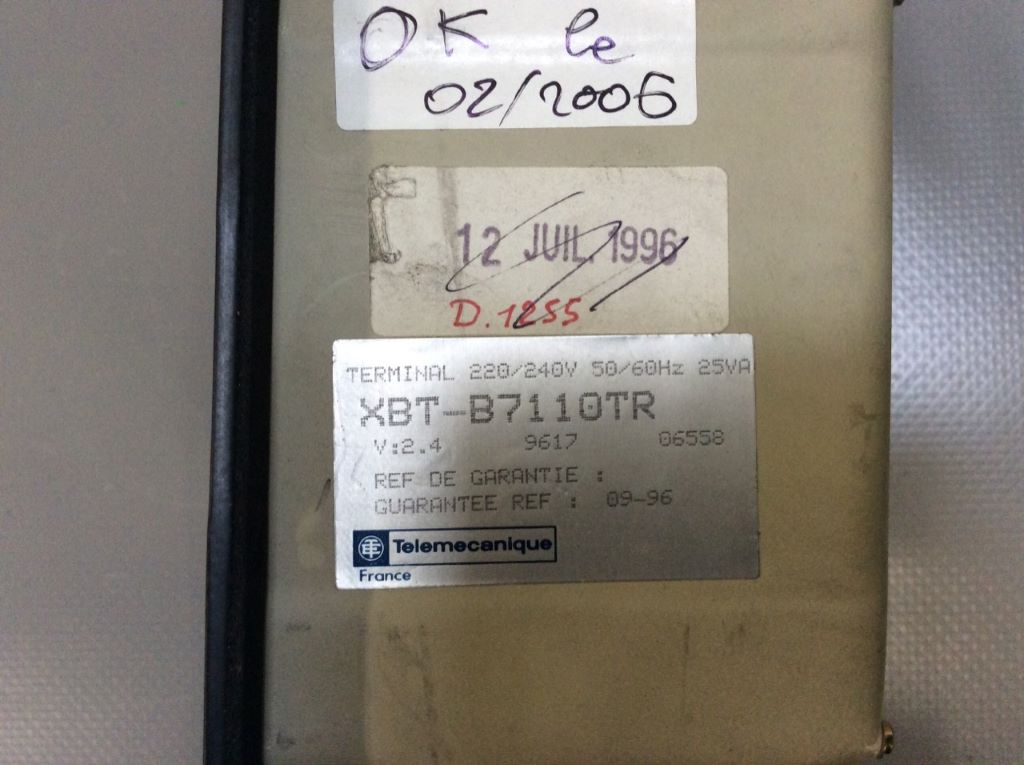 OK le
02/2006
12 JUIL. 1996
D. 1255
TERMINAL 220/240V 50/60Hz 25VA
XBT-B7110TR
V:2.4 9617 06558
REF DE GARANTIE :
GUARANTEE REF : 09-96
Telemecanique
France